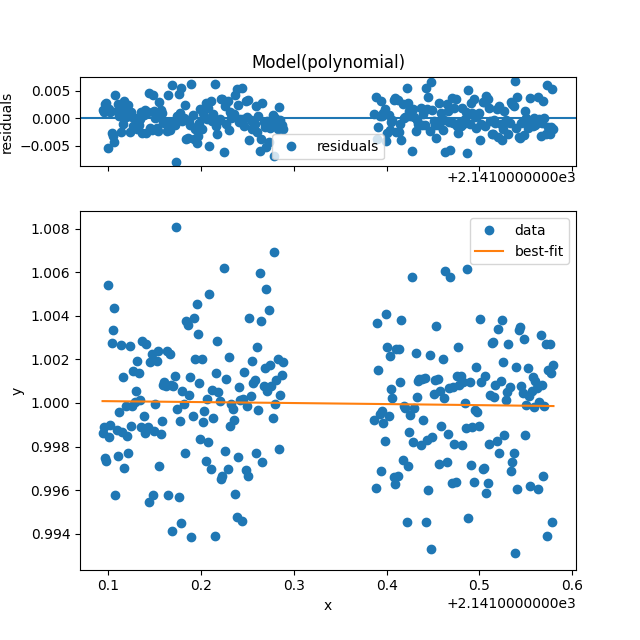 Model(polynomial)
0.005
0.000
−0.005
residuals
residuals
+2.1410000000e3
1.008
1.006
1.004
1.002
1.000
0.998
0.996
0.994
y
data
best-fit
0.1 0.2 0.3 0.4 0.5 0.6
x
+2.1410000000e3